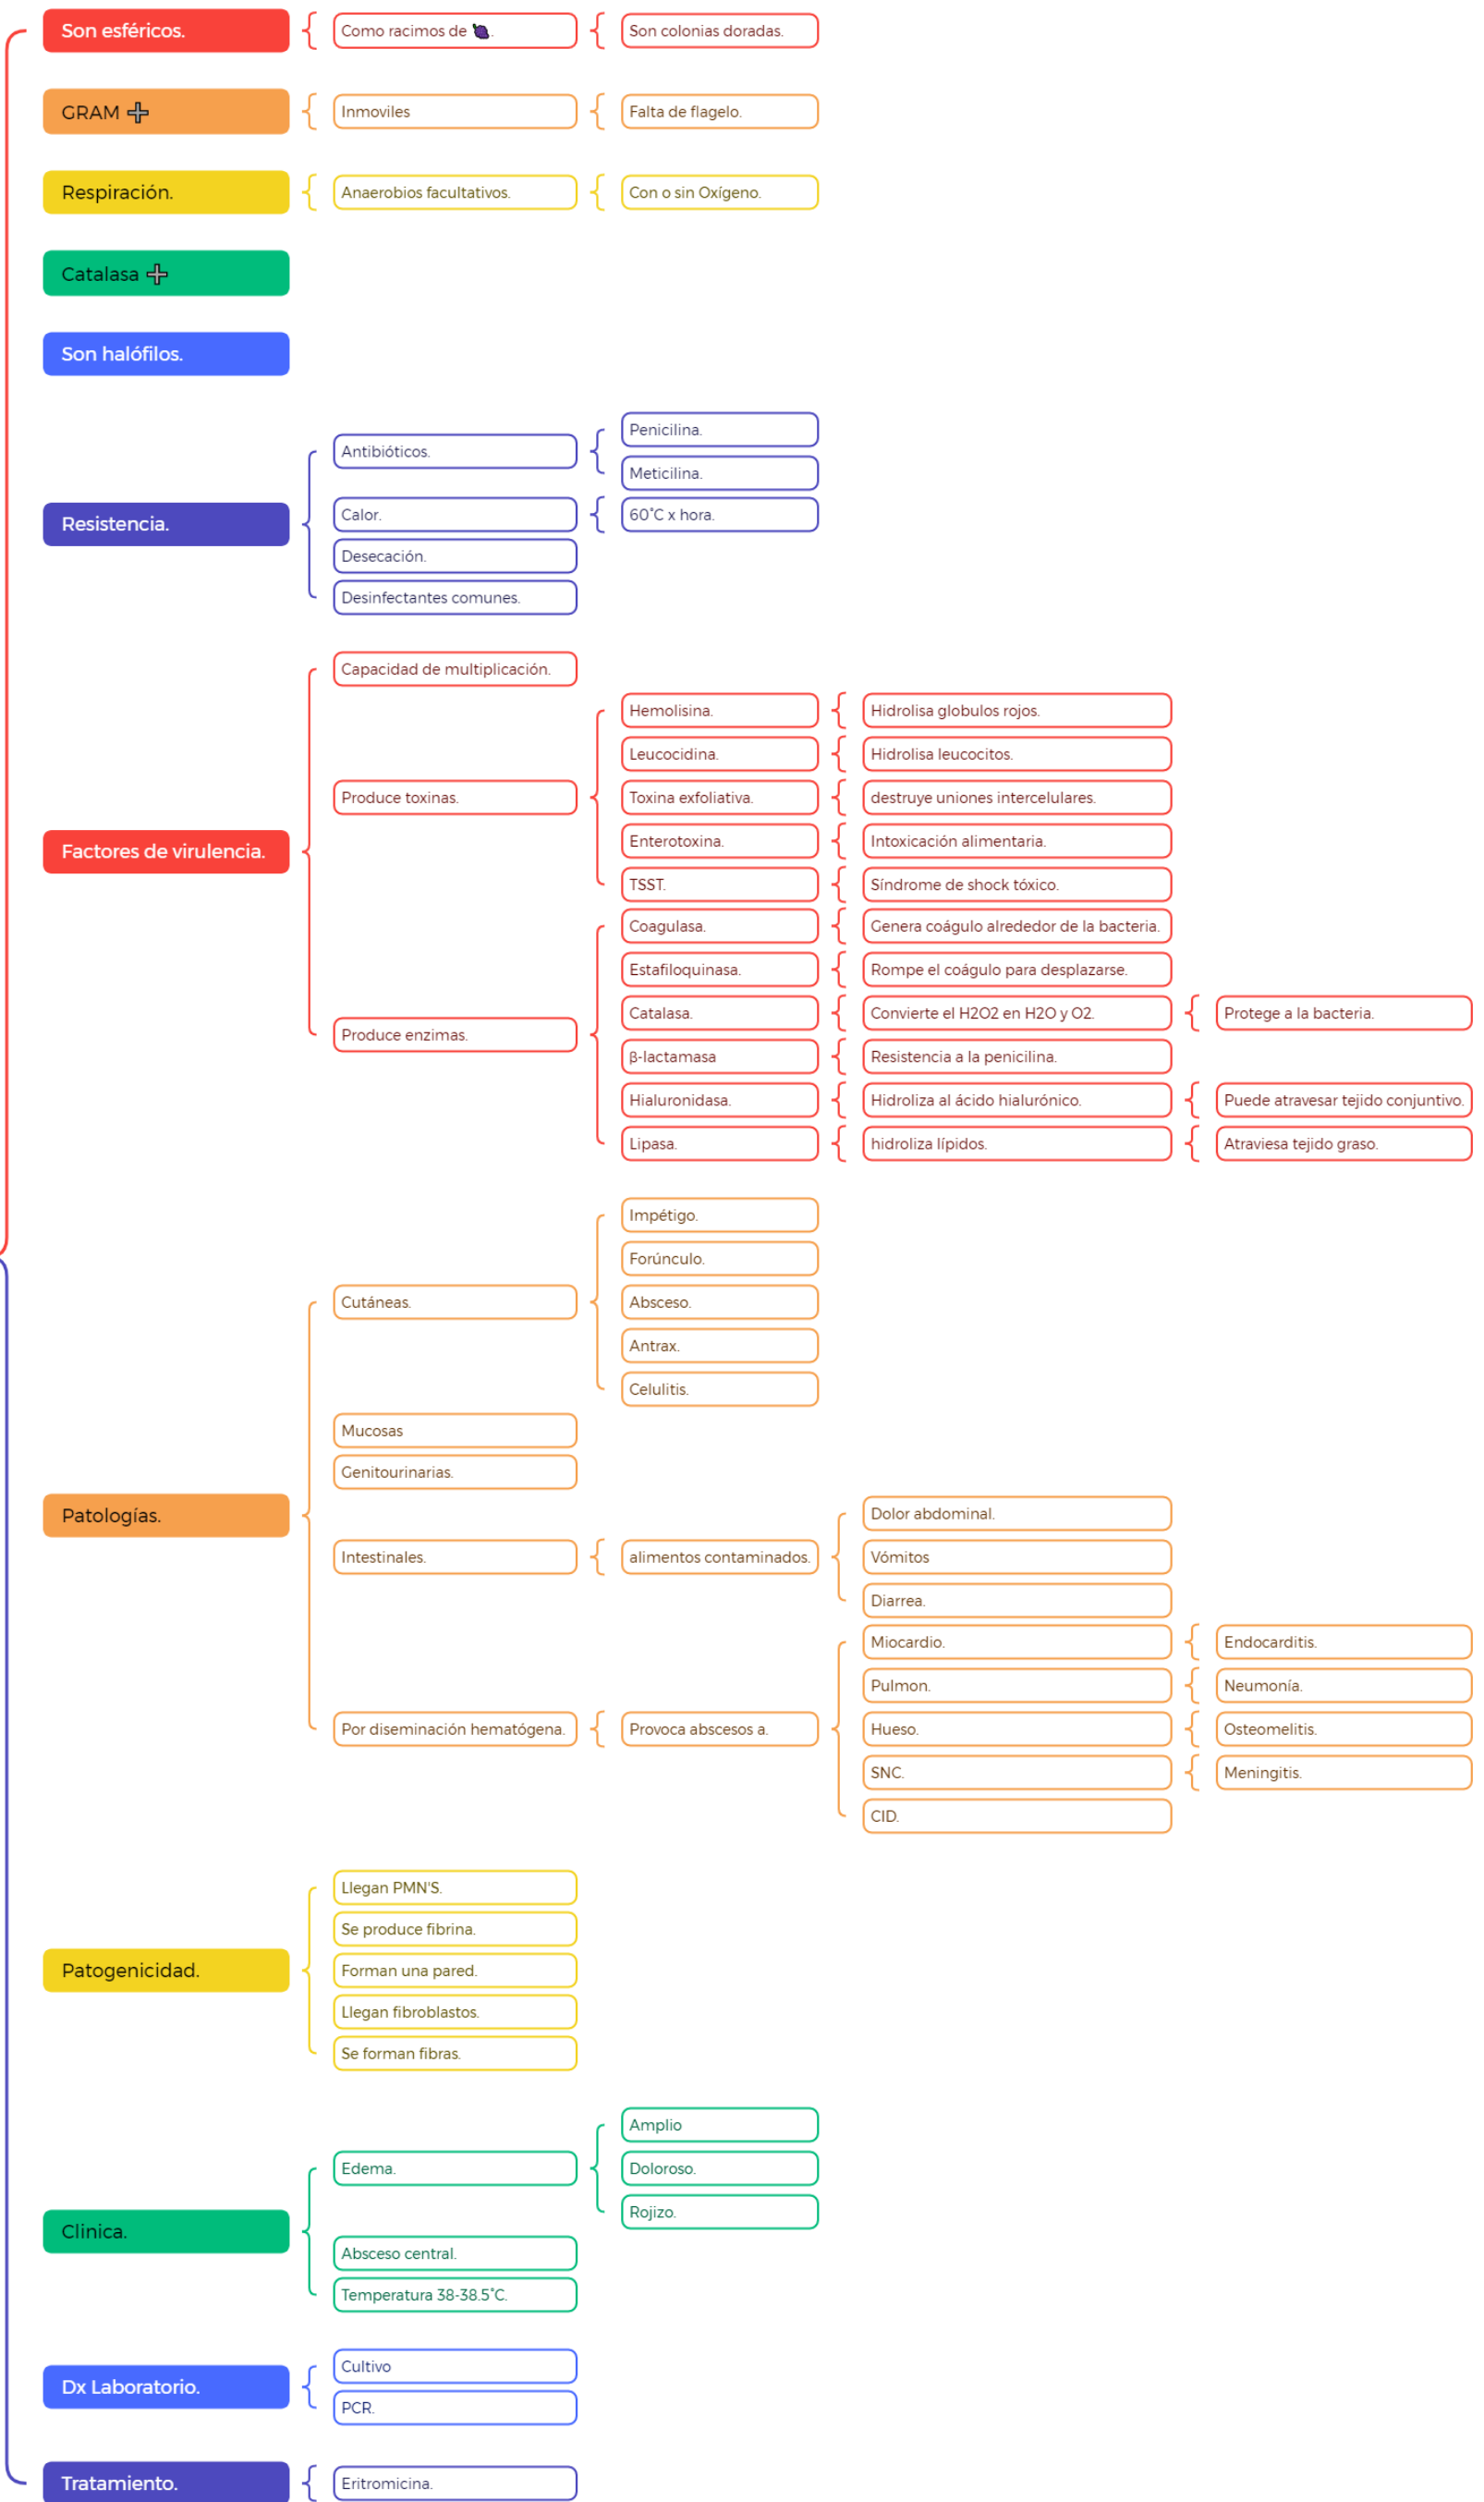 Son esféricos.
Como racimos de 🍇.
Son colonias doradas.
GRAM ➕
Inmoviles
Falta de flagelo.
Respiración.
Anaerobios facultativos.
Con o sin Oxígeno.
Catalasa ➕
Son halófilos.
Resistencia.
Antibióticos.
Penicilina.
Meticilina.
Calor.
60°C x hora.
Desecación.
Desinfectantes comunes.
Factores de virulencia.
Capacidad de multiplicación.
Produce toxinas.
Hemolisina.
Hidrolisa globulos rojos.
Leucocidina.
Hidrolisa leucocitos.
Toxina exfoliativa.
destruye uniones intercelulares.
Enterotoxina.
Intoxicación alimentaria.
TSST.
Síndrome de shock tóxico.
Produce enzimas.
Coagulasa.
Genera coágulo alrededor de la bacteria.
Estafiloquinasa.
Rompe el coágulo para desplazarse.
Catalasa.
Convierte el H2O2 en H2O y O2.
Protege a la bacteria.
β-lactamasa
Resistencia a la penicilina.
Hialuronidasa.
Hidroliza al ácido hialurónico.
Puede atravesar tejido conjuntivo.
Lipasa.
hidroliza lípidos.
Atraviesa tejido graso.
Patologías.
Cutáneas.
Impétigo.
Forúnculo.
Absceso.
Antrax.
Celulitis.
Mucosas
Genitourinarias.
Intestinales.
alimentos contaminados.
Dolor abdominal.
Vómitos
Diarrea.
Por diseminación hematógena.
Provoca abscesos a.
Miocardio.
Endocarditis.
Pulmon.
Neumonía.
Hueso.
Osteomelitis.
SNC.
Meningitis.
CID.
Patogenicidad.
Llegan PMN'S.
Se produce fibrina.
Forman una pared.
Llegan fibroblastos.
Se forman fibras.
Clinica.
Edema.
Amplio
Doloroso.
Rojizo.
Absceso central.
Temperatura 38-38.5°C.
Dx Laboratorio.
Cultivo
PCR.
Tratamiento.
Eritromicina.